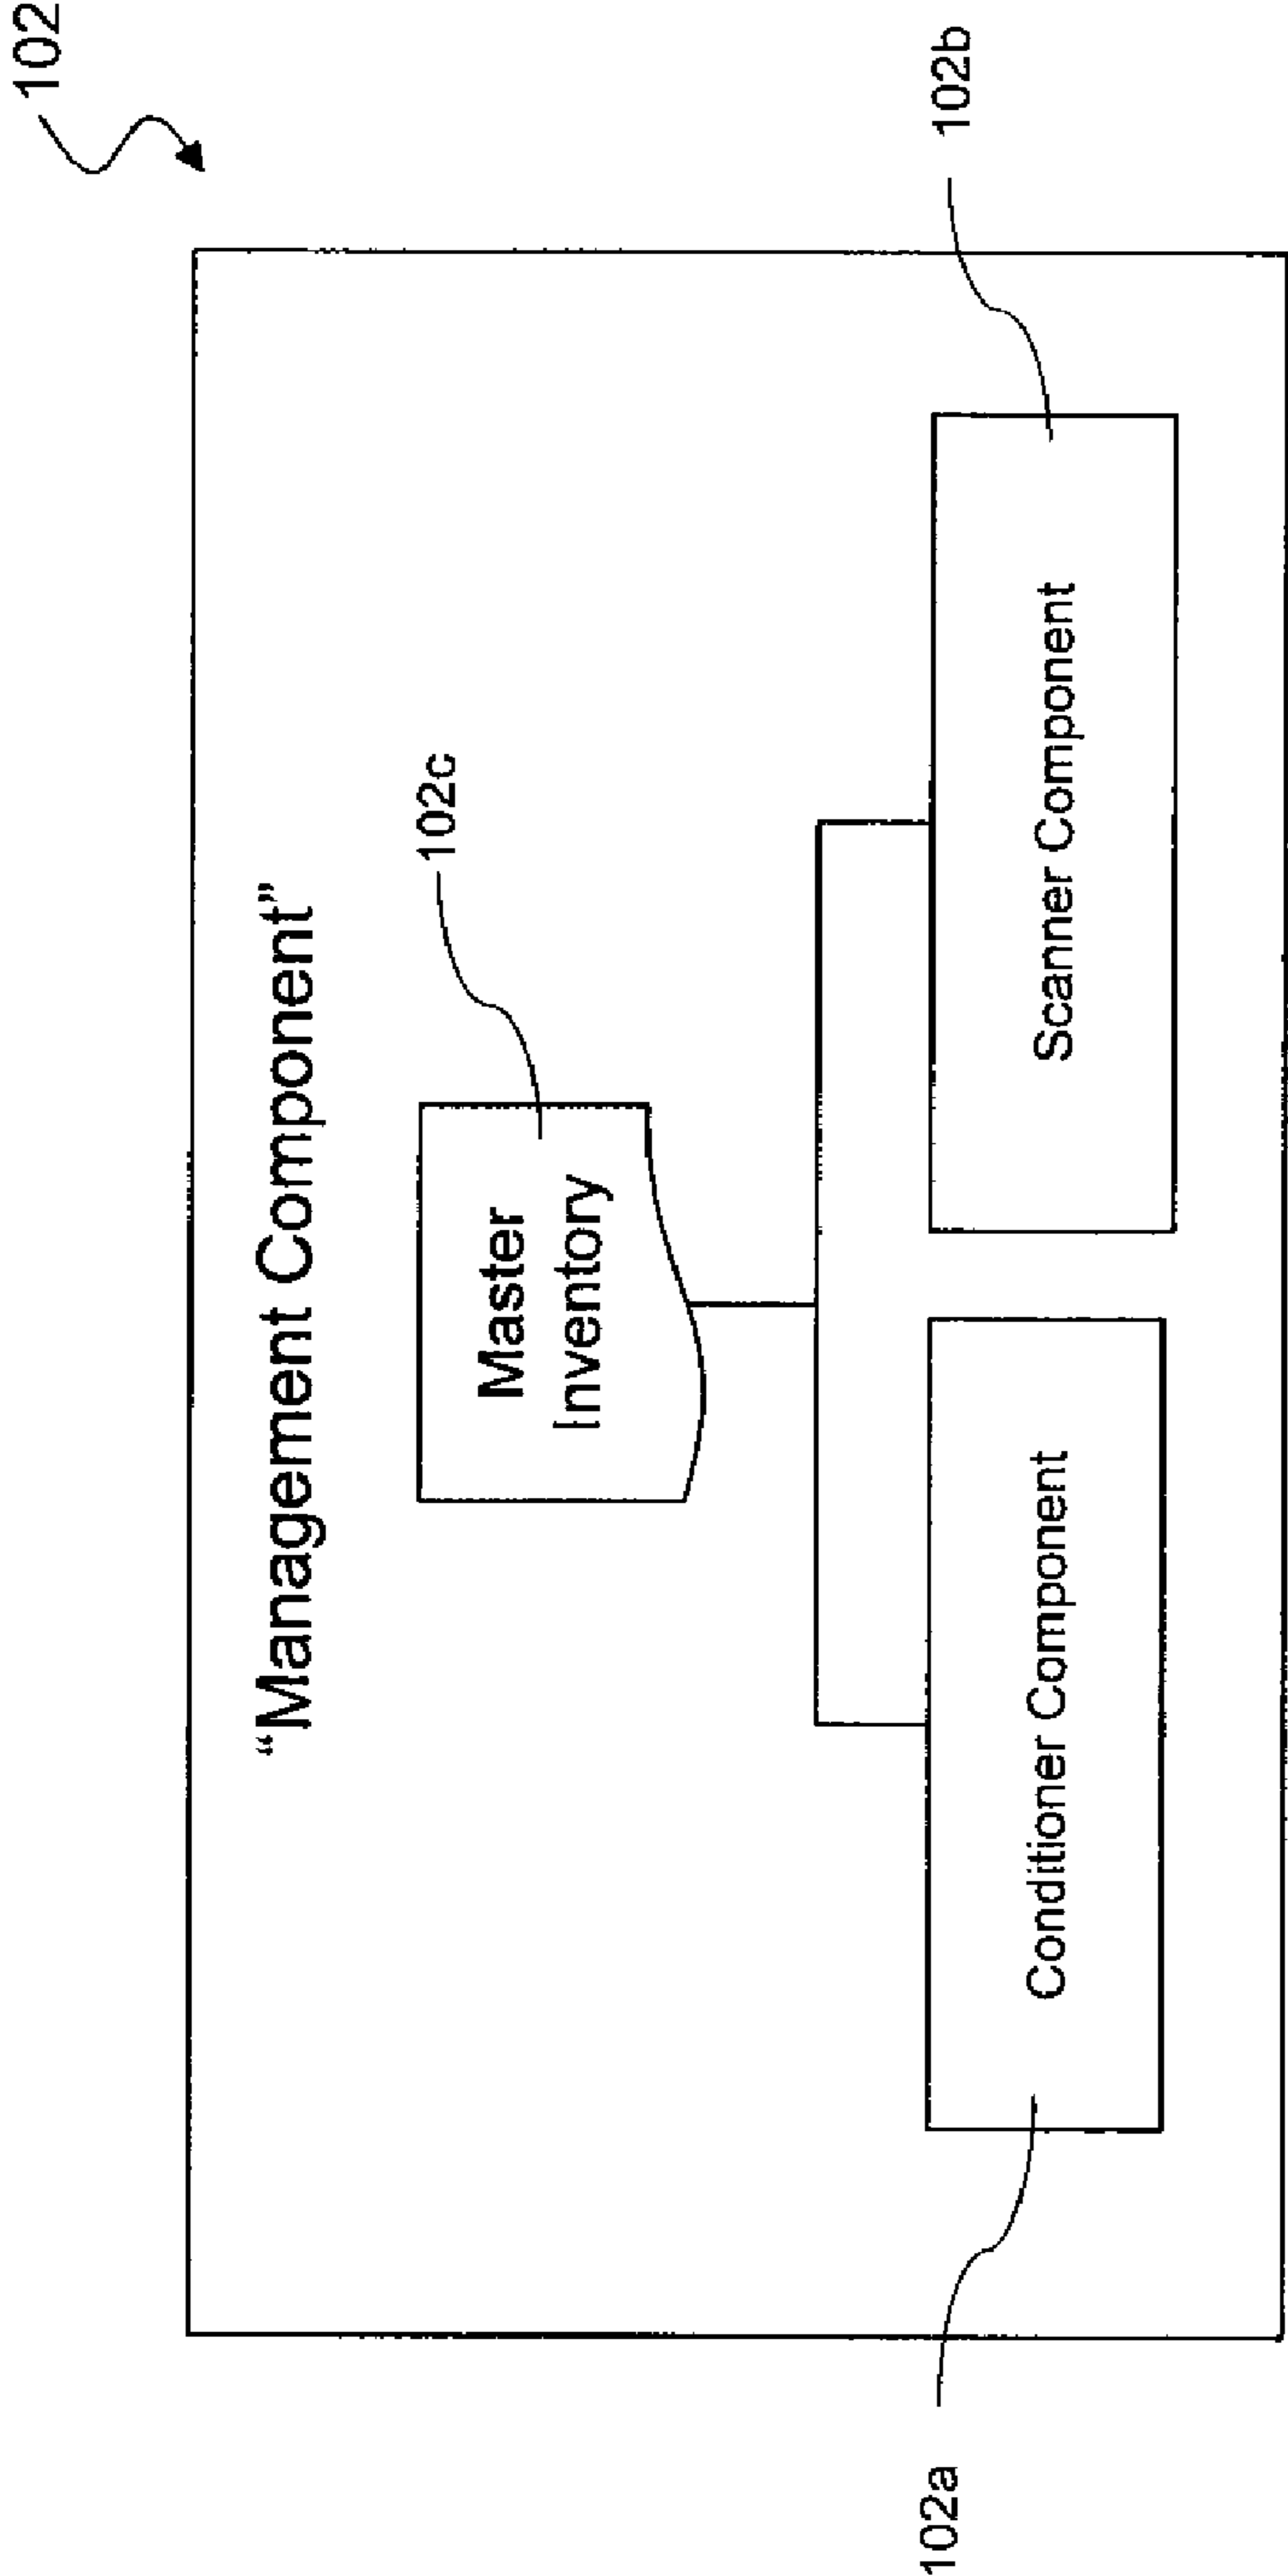 102
“Management Component”
102c
Master
Inventory
102b
Conditioner Component
Scanner Component
102a